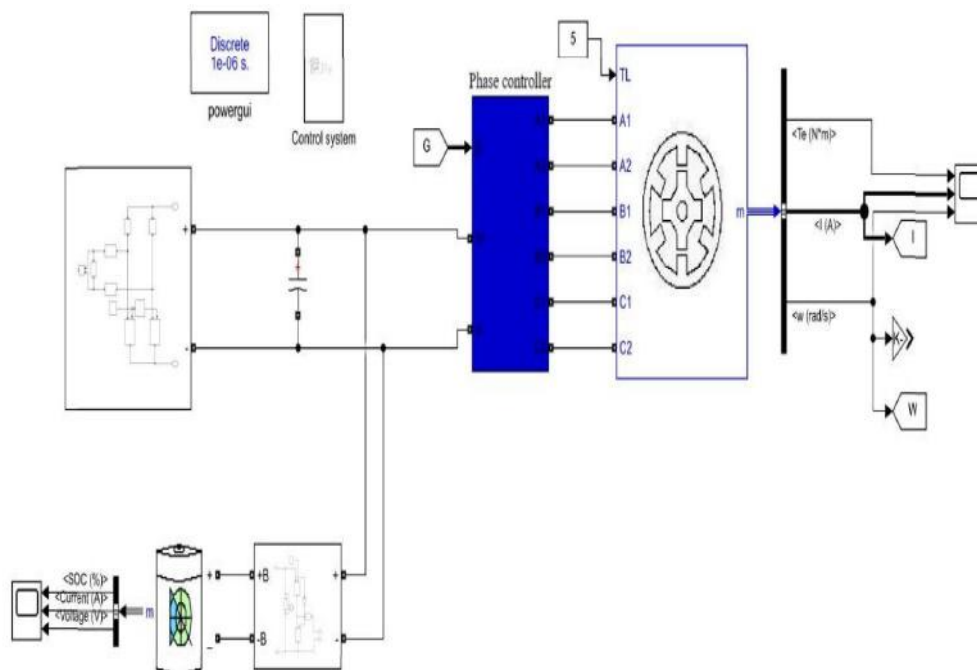 Discrete
1e-06 s.
powergui
Control system
5
Phase controller
G
TL
A1
A2
B1
B2
C1
C2
m
<Te (N*m)>
<I (A)>
I
<w (rad/s)>
K-
W
+
-
+
<SOC (%)>
<Current (A)>
<Voltage (V)>
m
+
-
+B
-B
+
-